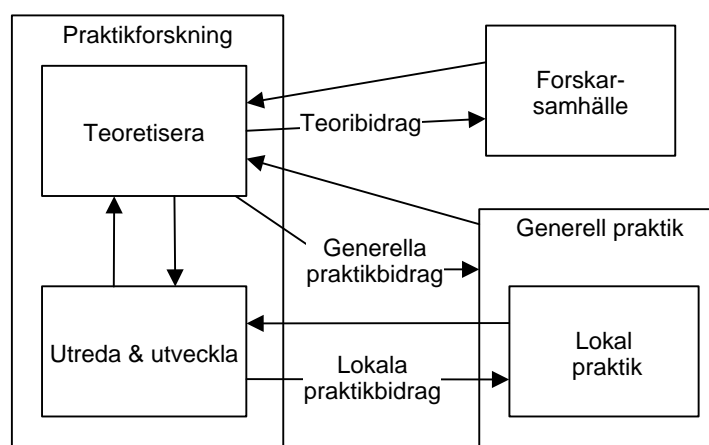 Praktikforskning
Teoretisera
Forskar-
samhälle
Teoribidrag
Generell praktik
Generella
praktikbidrag
Utreda & utveckla
Lokal
praktik
Lokala
praktikbidrag